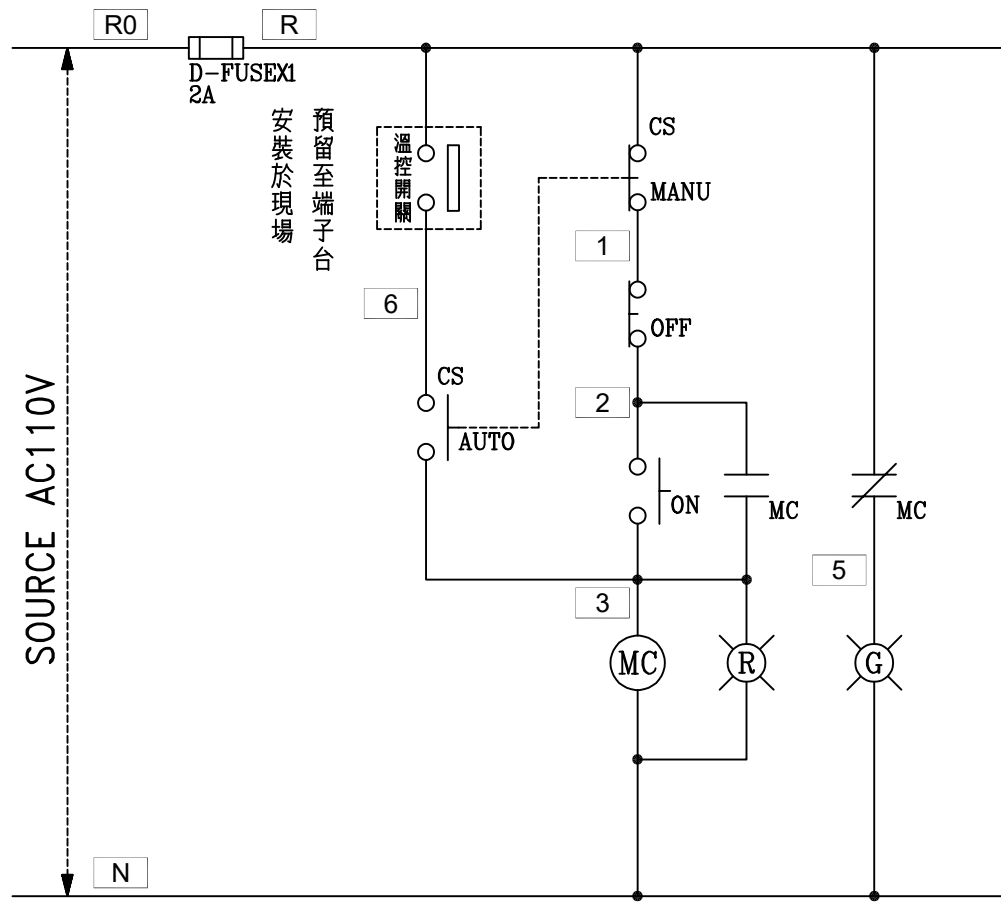 R0
R
D-FUSEX1
2A
預留至端子台
安裝於現場
溫控開關
CS
MANU
1
6
OFF
CS
2
AUTO
ON
MC
MC
5
3
MC
R
G
SOURCE AC110V
N